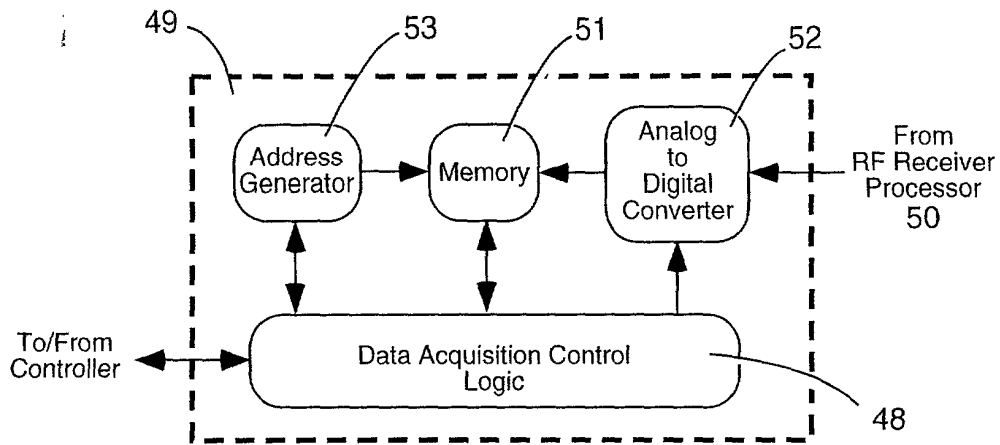 49
53
51
52
Address
Generator
Memory
Analog
to
Digital
Converter
From
RF Receiver
Processor
50
To/From
Controller
Data Acquisition Control
Logic
48